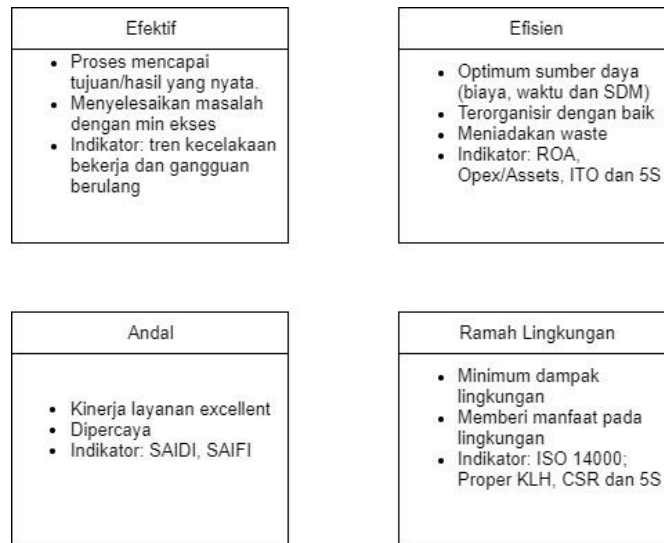 Efektif
• Proses mencapai
tujuan/hasil yang nyata.
• Menyelesaikan masalah
dengan min ekses
• Indikator: tren kecelakaan
bekerja dan gangguan
berulang
Efisien
• Optimum sumber daya
(biaya, waktu dan SDM)
• Terorganisir dengan baik
• Meniadakan waste
• Indikator: ROA,
Opex/Assets, ITO dan 5S
Andal
• Kinerja layanan excellent
• Dipercaya
• Indikator: SAIDI, SAIFI
Ramah Lingkungan
• Minimum dampak
lingkungan
• Memberi manfaat pada
lingkungan
• Indikator: ISO 14000;
Proper KLH, CSR dan 5S